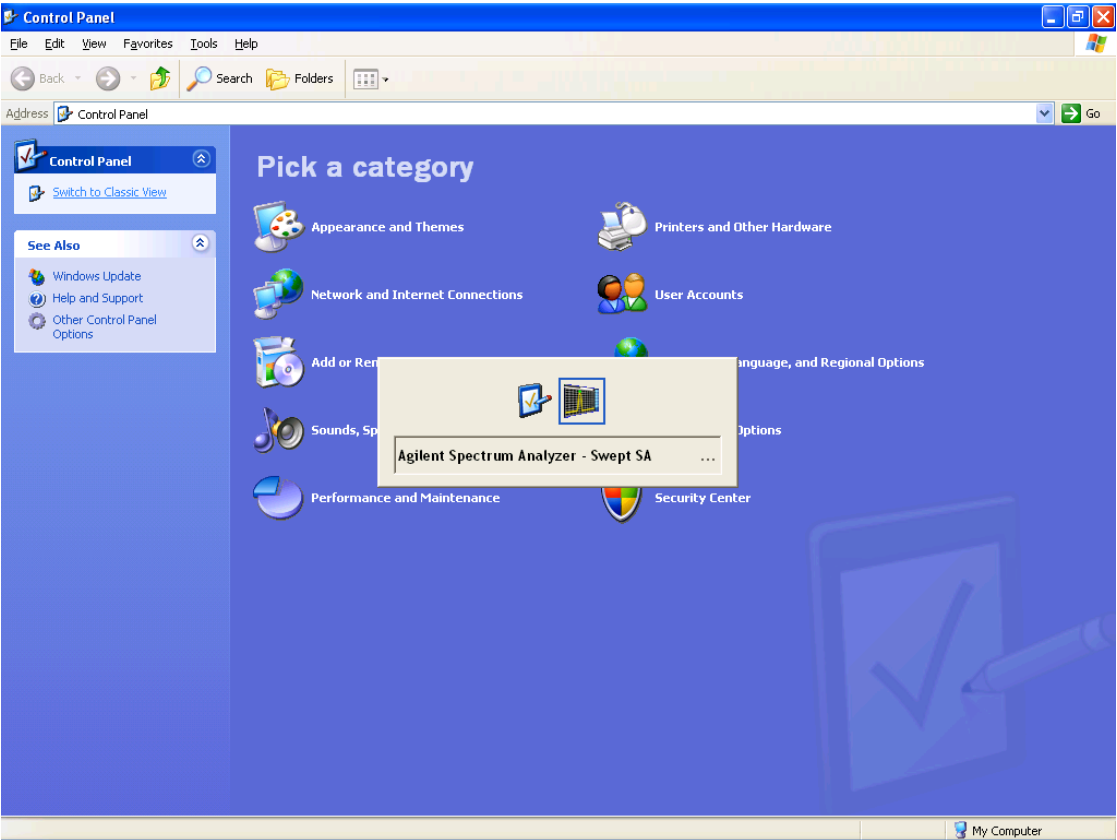 Control Panel
File Edit View Favorites Tools Help
Back Search Folders
Address Control Panel Go
Control Panel
Switch to Classic View
See Also
Windows Update
Help and Support
Other Control Panel
Options
Pick a category
Appearance and Themes
Printers and Other Hardware
Network and Internet Connections
User Accounts
Add or Rem
anguage, and Regional Options
Sounds, Sp
Options
Agilent Spectrum Analyzer - Swept SA ...
Performance and Maintenance
Security Center
My Computer